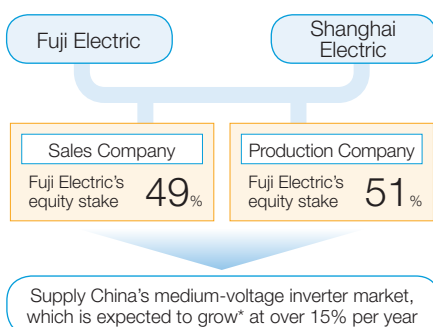 Fuji Electric
Shanghai
Electric
Sales Company
Fuji Electric's
equity stake 49%
Production Company
Fuji Electric's
equity stake 51%
Supply China's medium-voltage inverter market,
which is expected to grow* at over 15% per year